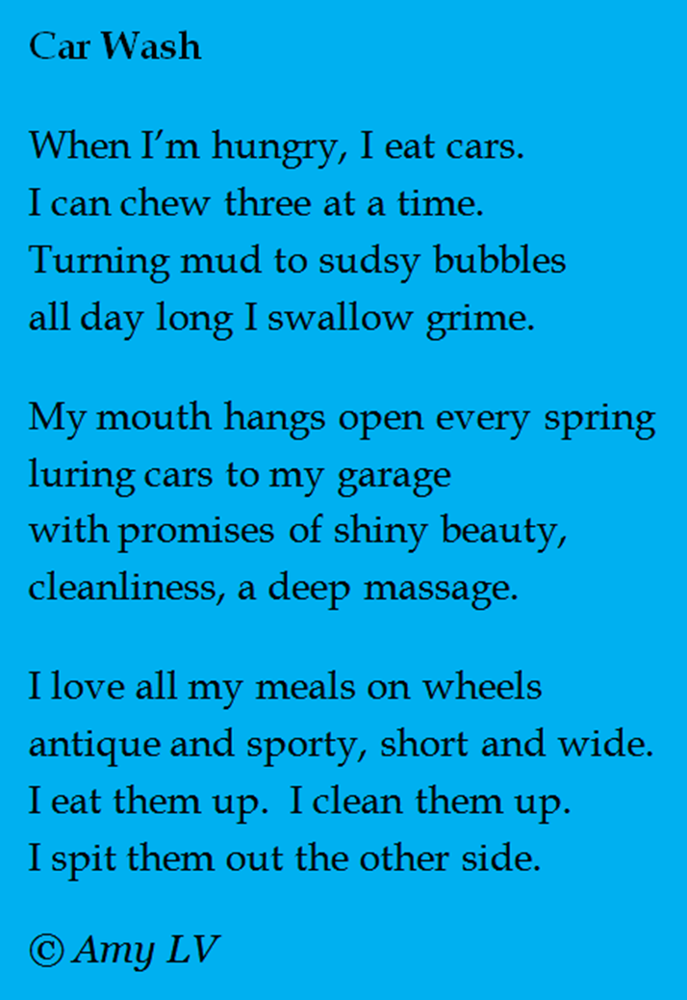 Car Wash
When I'm hungry, I eat cars.
I can chew three at a time.
Turning mud to sudsy bubbles
all day long I swallow grime.
My mouth hangs open every spring
luring cars to my garage
with promises of shiny beauty,
cleanliness, a deep massage.
I love all my meals on wheels
antique and sporty, short and wide.
I eat them up.  I clean them up.
I spit them out the other side.
© Amy LV